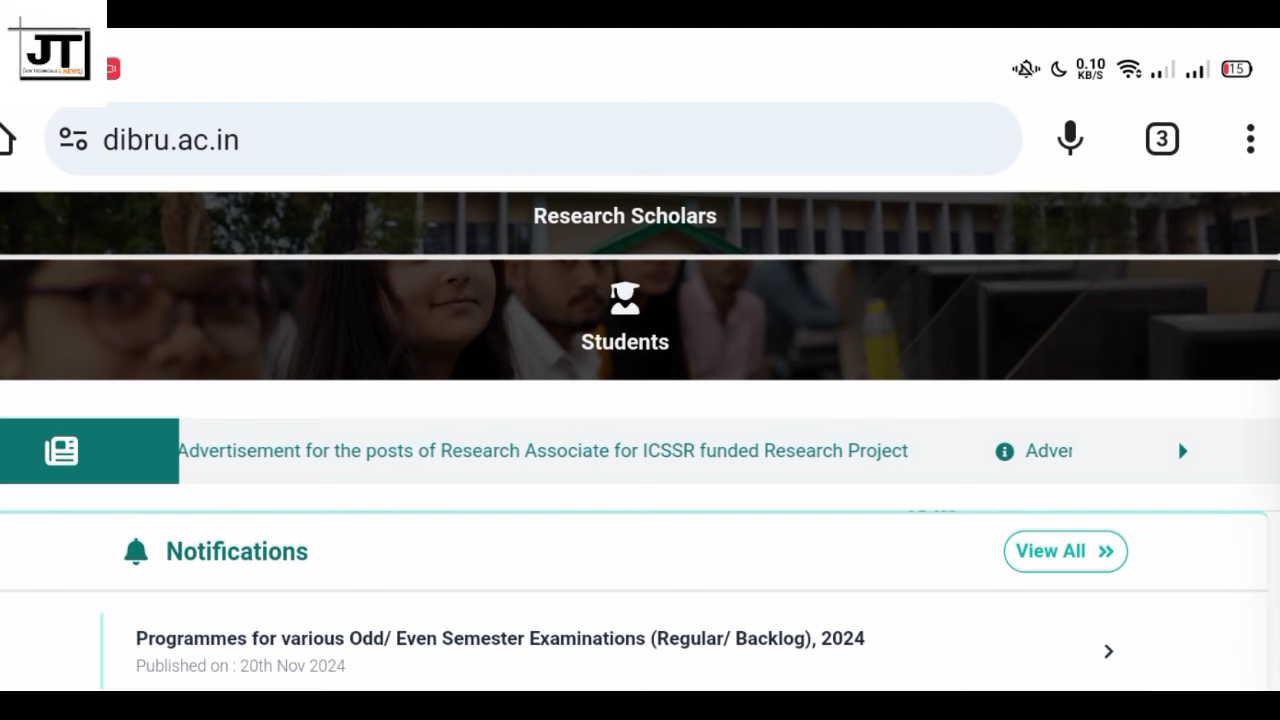 JT
0.10
KB/S
15
dibru.ac.in
3
Research Scholars
Students
Advertisement for the posts of Research Associate for ICSSR funded Research Project
Adver
Notifications
View All
Programmes for various Odd/ Even Semester Examinations (Regular/ Backlog), 2024
Published on : 20th Nov 2024